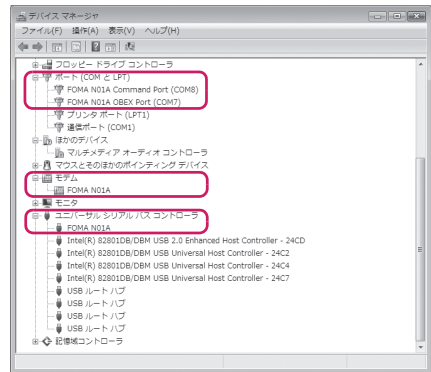 デバイス マネージャ
ファイル(F) 操作(A) 表示(V) ヘルプ(H)
フロッピー ドライブ コントローラ
ポート (COM と LPT)
FOMA N01A Command Port (COM8)
FOMA N01A OBEX Port (COM7)
プリンタ ポート (LPT1)
通信ポート (COM1)
ほかのデバイス
マルチメディア オーディオ コントローラ
マウスとそのほかのポインティング デバイス
モデム
FOMA N01A
モニタ
ユニバーサル シリアル バス コントローラ
FOMA N01A
Intel(R) 82801DB/DBM USB 2.0 Enhanced Host Controller - 24CD
Intel(R) 82801DB/DBM USB Universal Host Controller - 24C2
Intel(R) 82801DB/DBM USB Universal Host Controller - 24C4
Intel(R) 82801DB/DBM USB Universal Host Controller - 24C7
USB ルート ハブ
USB ルート ハブ
USB ルート ハブ
USB ルート ハブ
記憶域コントローラ